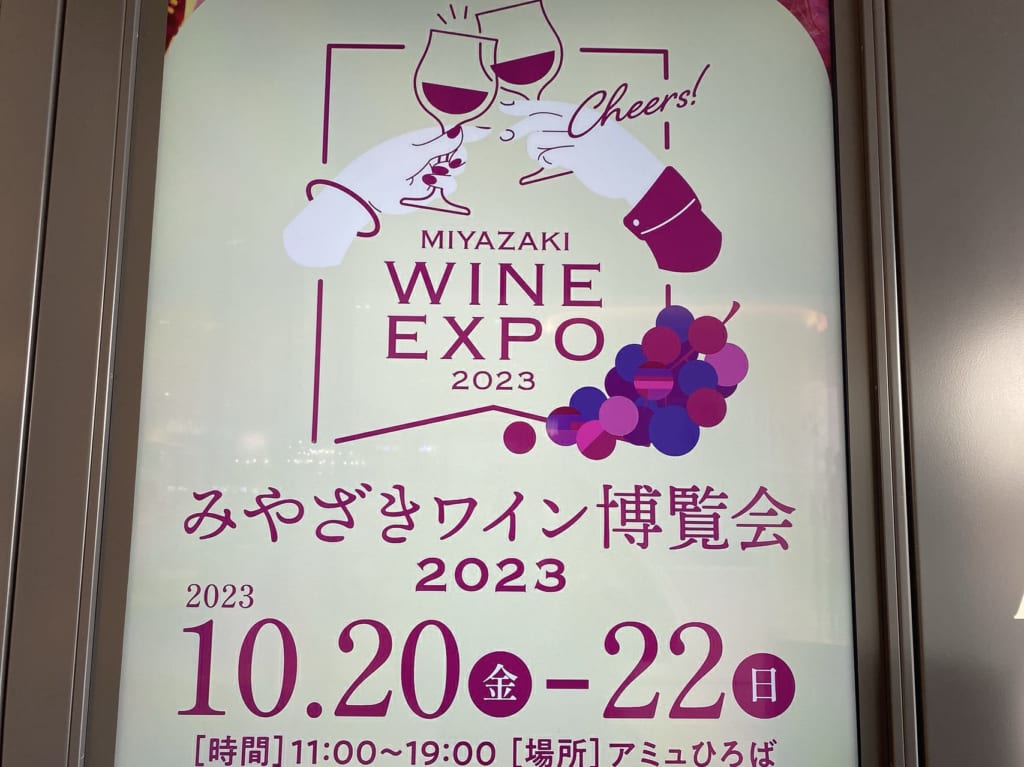 Cheers!
MIYAZAKI
WINE
EXPO
2023
みやざきワイン博覧会
2023
2023
10.20金-22日
[時間]11:00～19:00 [場所]アミュひろば